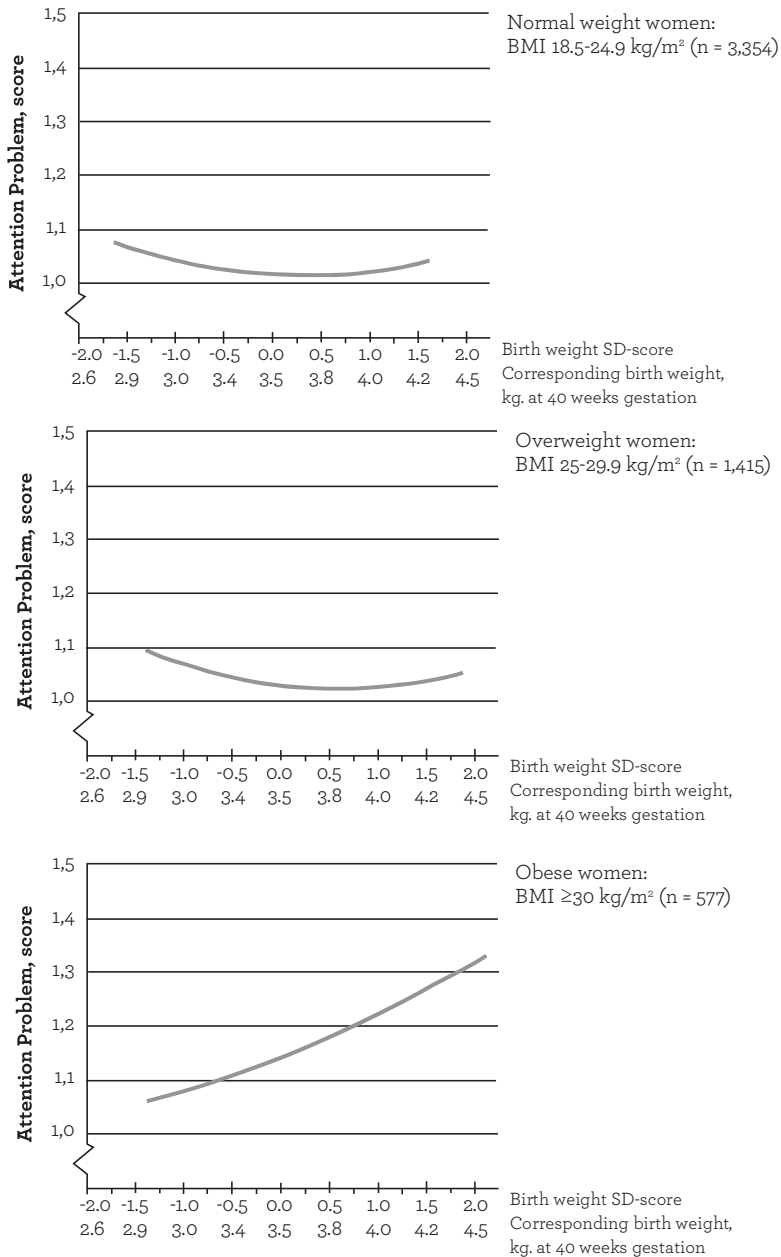 Normal weight women:
BMI 18.5-24.9 kg/m² (n = 3,354)
Attention Problem, score
1,5
1,4
1,3
1,2
1,1
1,0
-2.0 -1.5 -1.0 -0.5 0.0 0.5 1.0 1.5 2.0
2.6 2.9 3.0 3.4 3.5 3.8 4.0 4.2 4.5
Birth weight SD-score
Corresponding birth weight,
kg. at 40 weeks gestation
Overweight women:
BMI 25-29.9 kg/m² (n = 1,415)
Attention Problem, score
1,5
1,4
1,3
1,2
1,1
1,0
-2.0 -1.5 -1.0 -0.5 0.0 0.5 1.0 1.5 2.0
2.6 2.9 3.0 3.4 3.5 3.8 4.0 4.2 4.5
Birth weight SD-score
Corresponding birth weight,
kg. at 40 weeks gestation
Obese women:
BMI ≥30 kg/m² (n = 577)
Attention Problem, score
1,5
1,4
1,3
1,2
1,1
1,0
-2.0 -1.5 -1.0 -0.5 0.0 0.5 1.0 1.5 2.0
2.6 2.9 3.0 3.4 3.5 3.8 4.0 4.2 4.5
Birth weight SD-score
Corresponding birth weight,
kg. at 40 weeks gestation